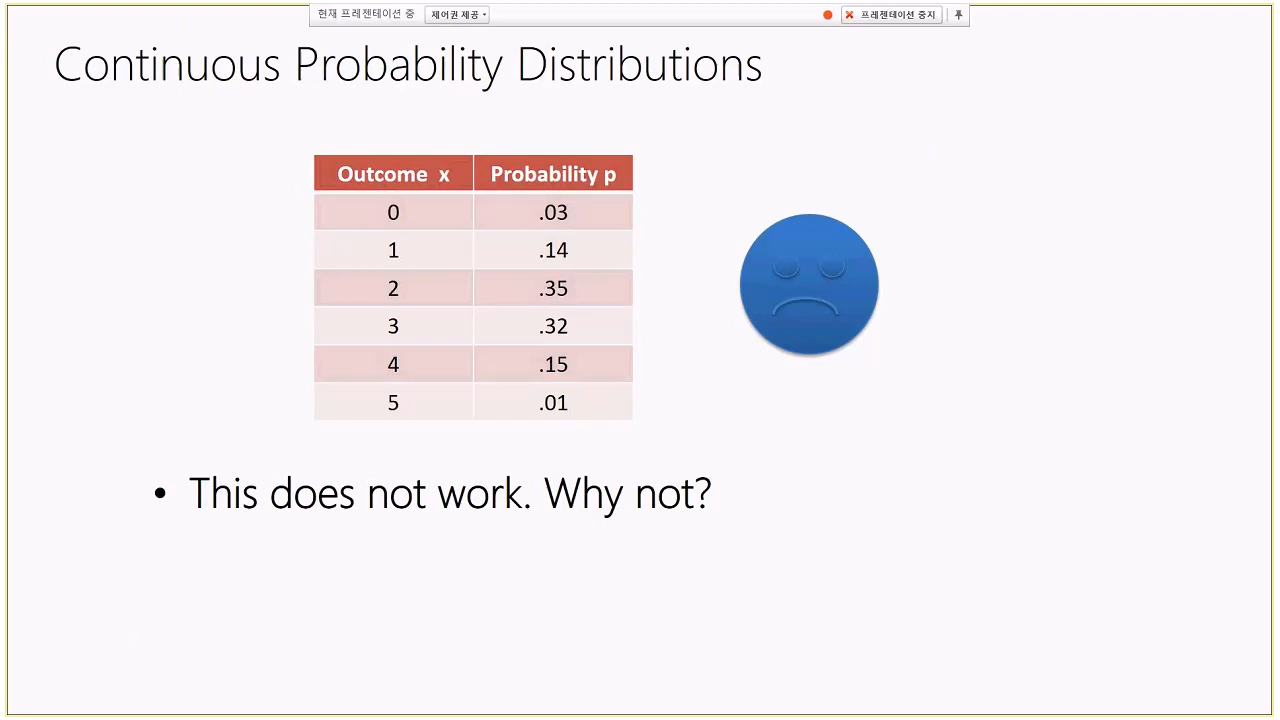 현재 프레젠테이션 중 제어권 제공 프레젠테이션 중지
Continuous Probability Distributions
Outcome x Probability p
0 .03
1 .14
2 .35
3 .32
4 .15
5 .01
• This does not work. Why not?